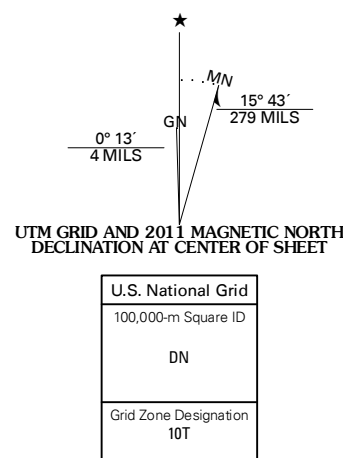 ★
MN
GN
15° 43´
279 MILS
0° 13´
4 MILS
UTM GRID AND 2011 MAGNETIC NORTH
DECLINATION AT CENTER OF SHEET
U.S. National Grid
100,000-m Square ID
DN
Grid Zone Designation
10T